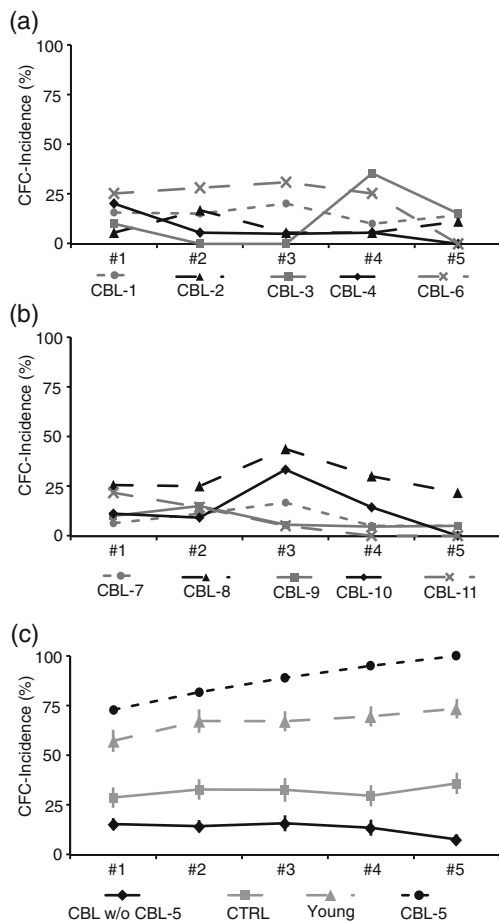 (a)
CFC-Incidence (%)
100
75
50
25
0
#1 #2 #3 #4 #5
CBL-1 CBL-2 CBL-3 CBL-4 CBL-6
(b)
CFC-Incidence (%)
100
75
50
25
0
#1 #2 #3 #4 #5
CBL-7 CBL-8 CBL-9 CBL-10 CBL-11
(c)
CFC-Incidence (%)
100
75
50
25
0
#1 #2 #3 #4 #5
CBL w/o CBL-5 CTRL Young CBL-5